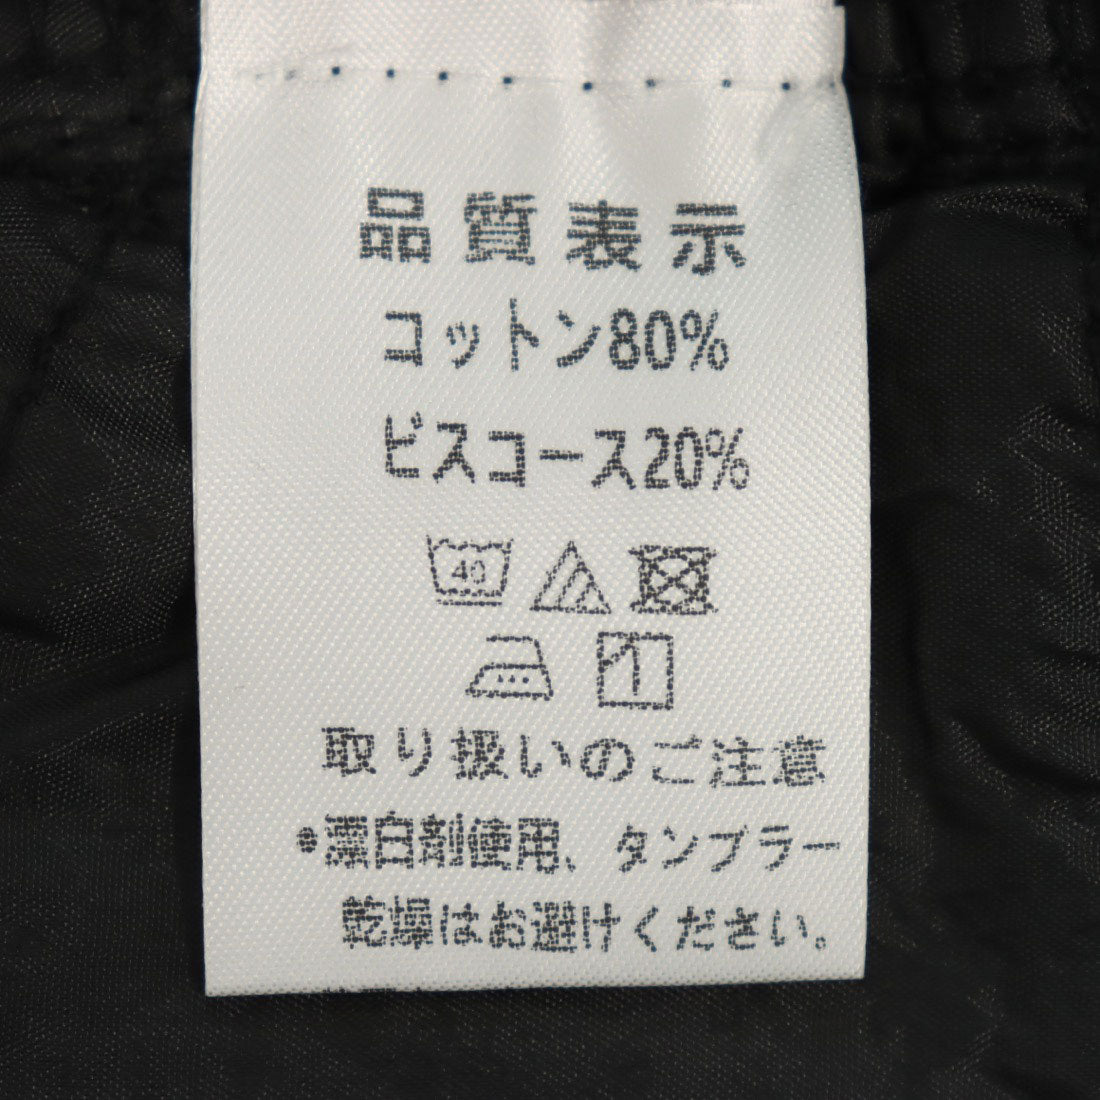 品質表示
コットン80%
ビスコース20%
40
取り扱いのご注意
●漂白剤使用、タンブラー
乾燥はお避けください。